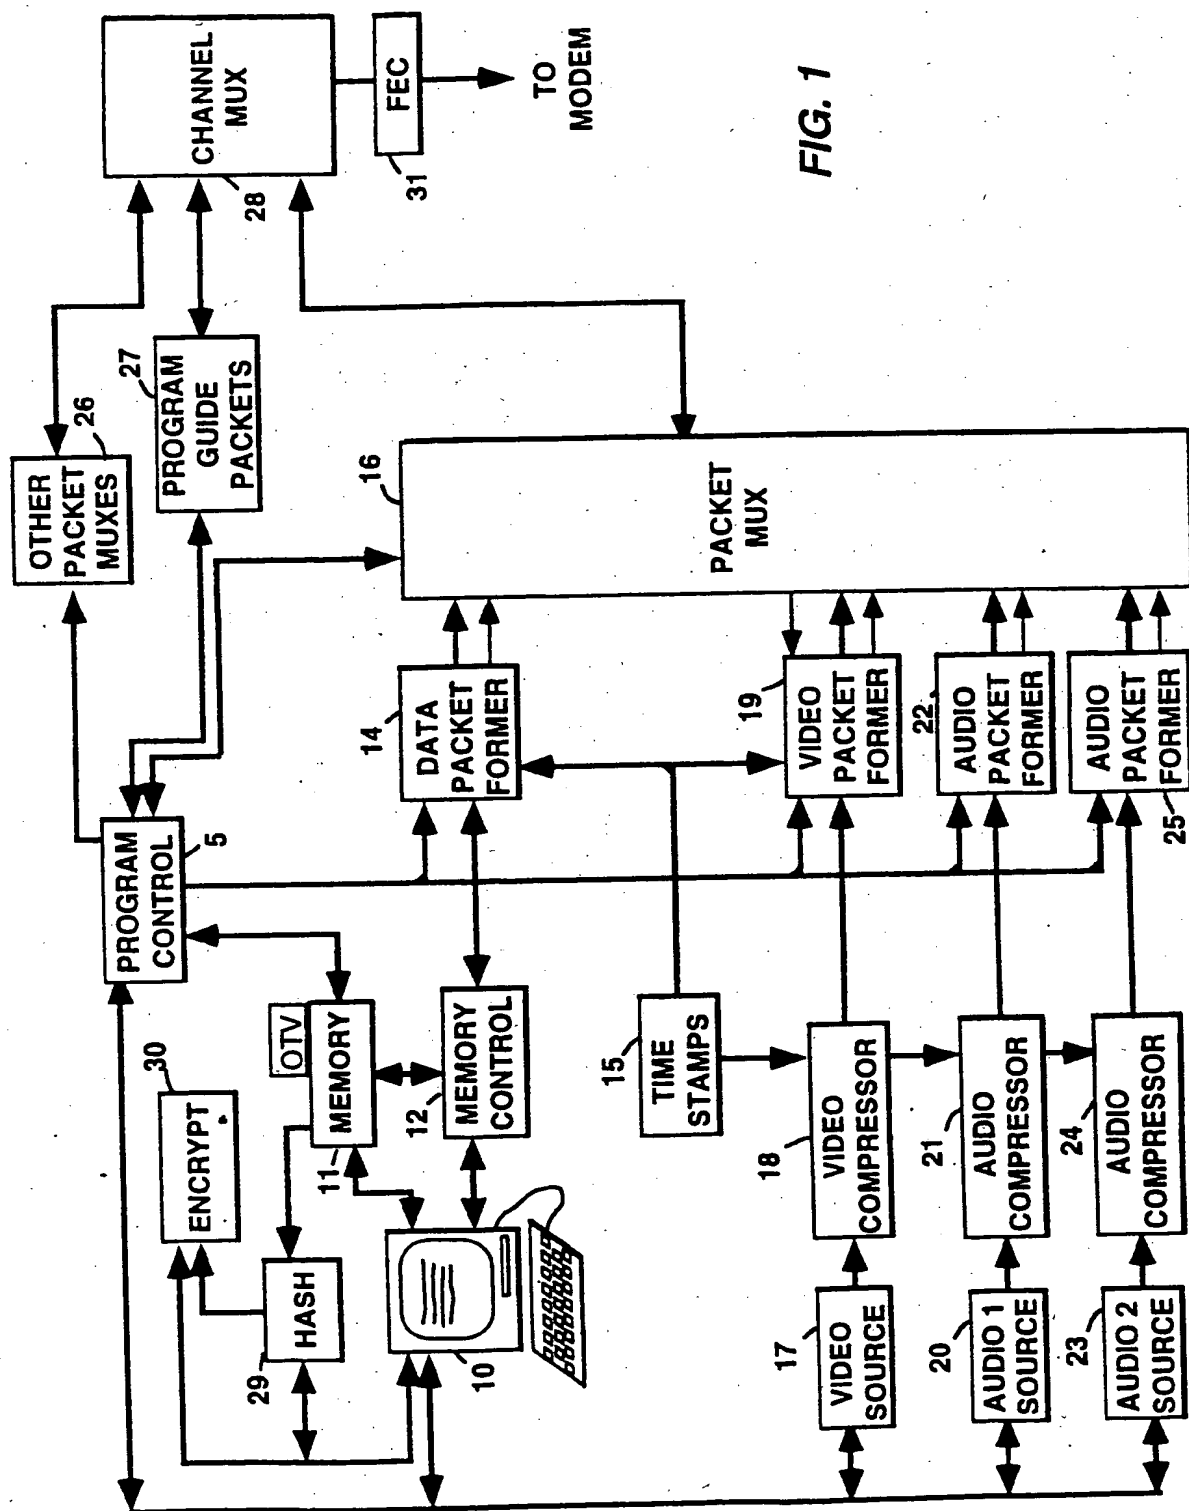 CHANNEL
MUX
28
FEC
31
TO
MODEM
FIG. 1
OTHER
PACKET
MUXES
26
PROGRAM
GUIDE
PACKETS
27
PROGRAM
CONTROL
5
PACKET
MUX
16
DATA
PACKET
FORMER
14
VIDEO
PACKET
FORMER
19
AUDIO
PACKET
FORMER
22
AUDIO
PACKET
FORMER
25
ENCRYPT
30
HASH
29
OTV
MEMORY
11
MEMORY
CONTROL
12
10
TIME
STAMPS
15
VIDEO
COMPRESSOR
18
AUDIO
COMPRESSOR
21
AUDIO
COMPRESSOR
24
VIDEO
SOURCE
17
AUDIO 1
SOURCE
20
AUDIO 2
SOURCE
23